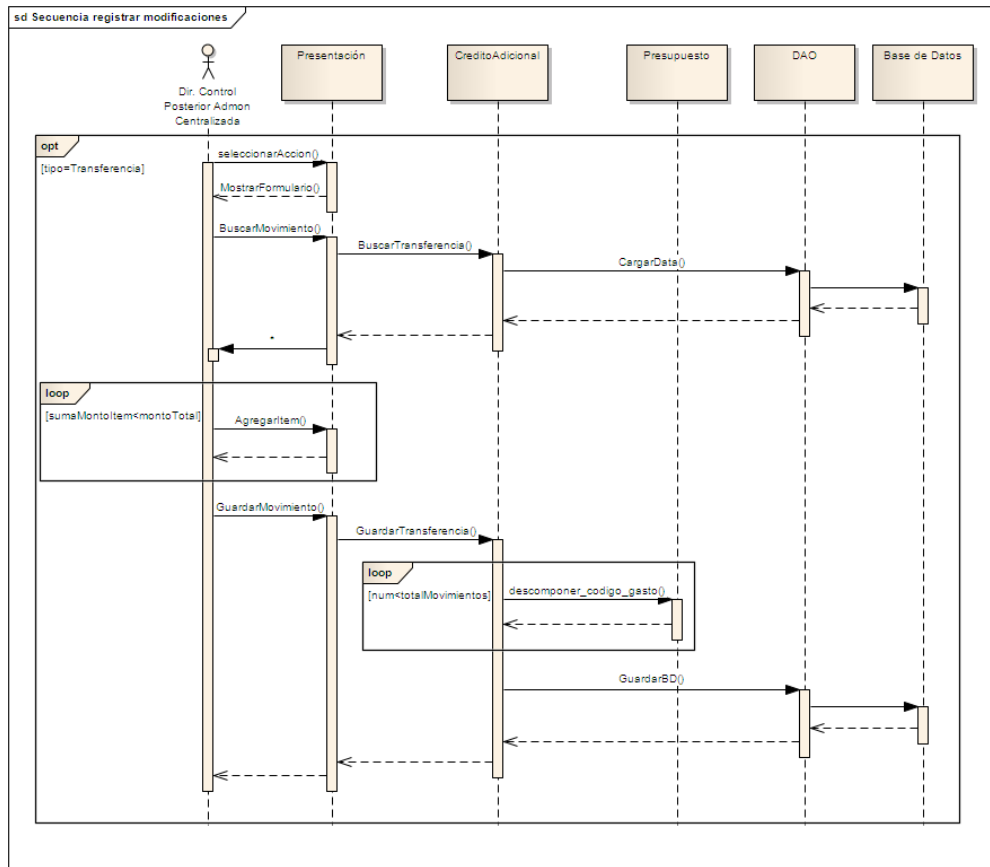 sd Secuencia registrar modificaciones
Presentación
CreditoAdicional
Presupuesto
DAO
Base de Datos
Dir. Control
Posterior Admon
Centralizada
opt
[tipo=Transferencia]
seleccionarAccion()
MostrarFormulario()
BuscarMovimiento()
BuscarTransferencia()
CargarData()
loop
[sumaMontoItem<montoTotal]
AgregarItem()
GuardarMovimiento()
GuardarTransferencia()
loop
[num<totalMovimientos]
descomponer_codigo_gasto()
GuardarBD()